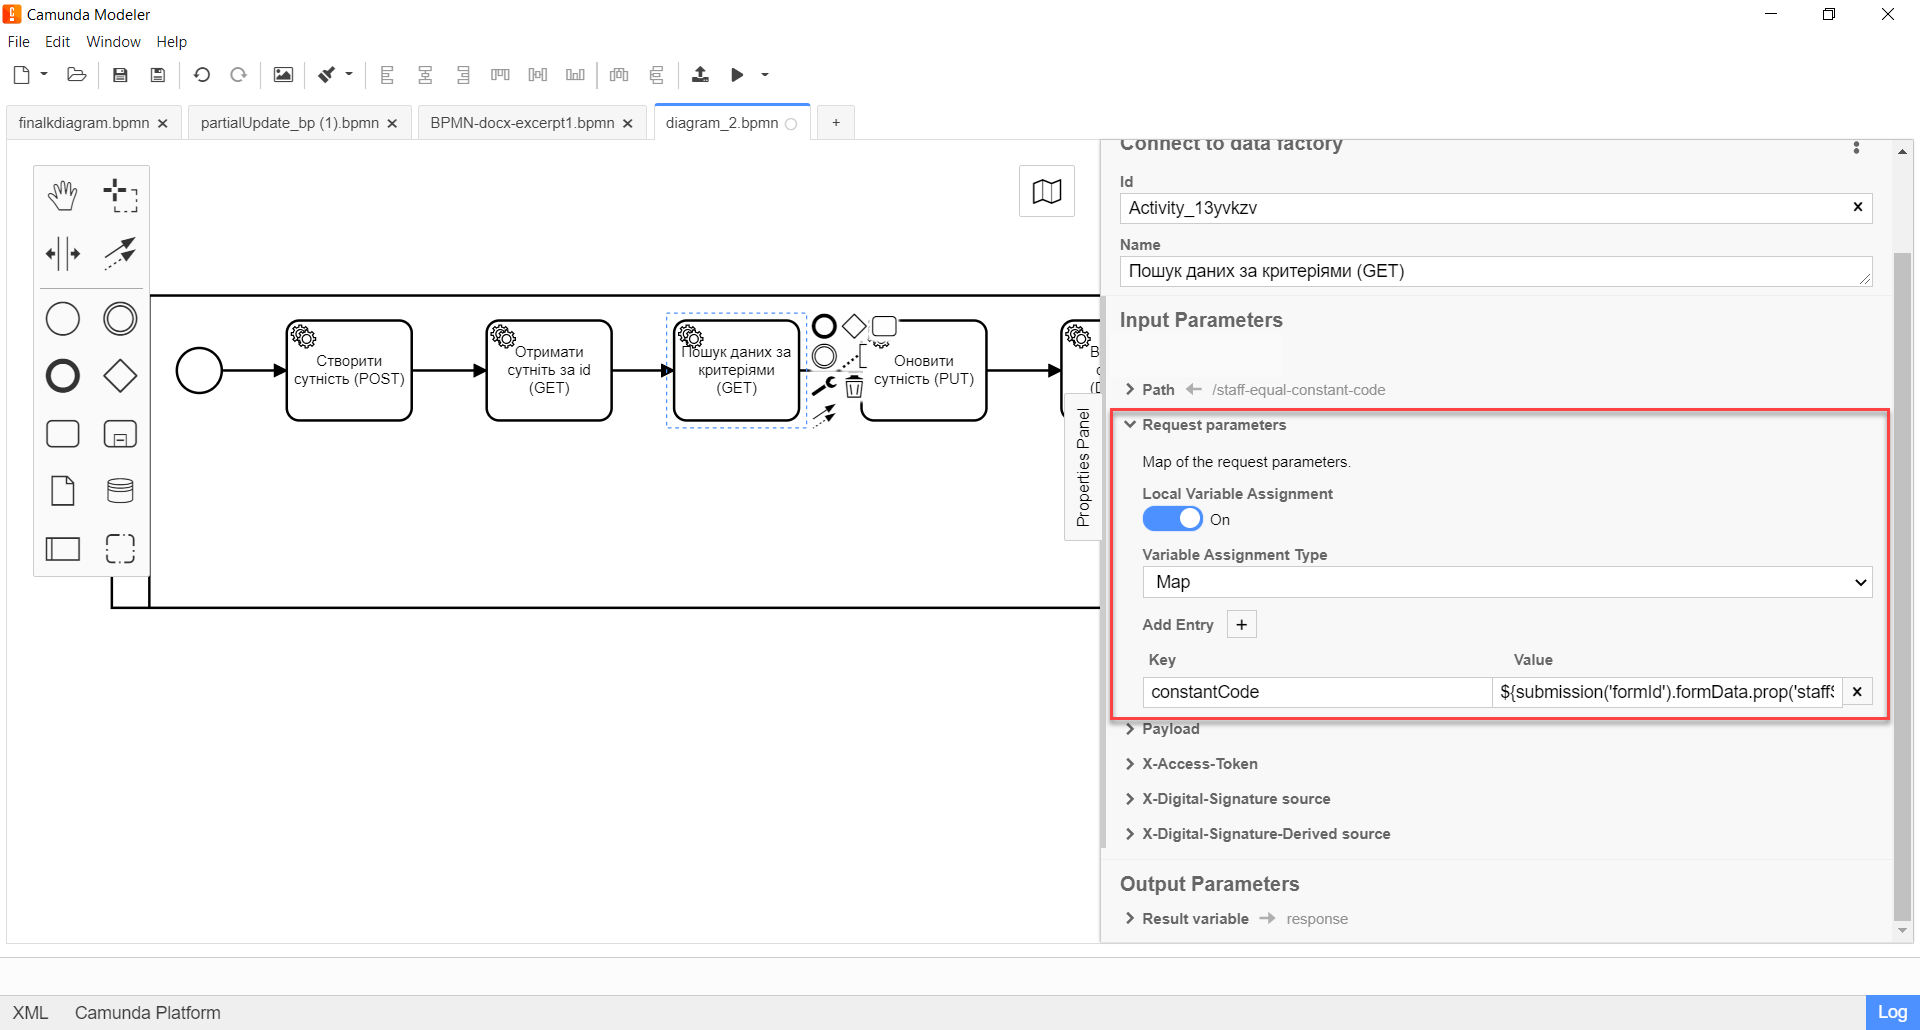 Camunda Modeler
File Edit Window Help
finalkdiagram.bpmn
partialUpdate_bp (1).bpmn
BPMN-docx-excerpt1.bpmn
diagram_2.bpmn
+
Створити
сутність (POST)
Отримати
сутніть за id
(GET)
Пошук даних за
критеріями
(GET)
Оновити
сутність (PUT)
Properties Panel
Connect to data factory
Id
Activity_13yvkzv
Name
Пошук даних за критеріями (GET)
Input Parameters
Path /staff-equal-constant-code
Request parameters
Map of the request parameters.
Local Variable Assignment
On
Variable Assignment Type
Map
Add Entry +
Key Value
constantCode ${submission('formId').formData.prop('staff
Payload
X-Access-Token
X-Digital-Signature source
X-Digital-Signature-Derived source
Output Parameters
Result variable response
XML Camunda Platform Log